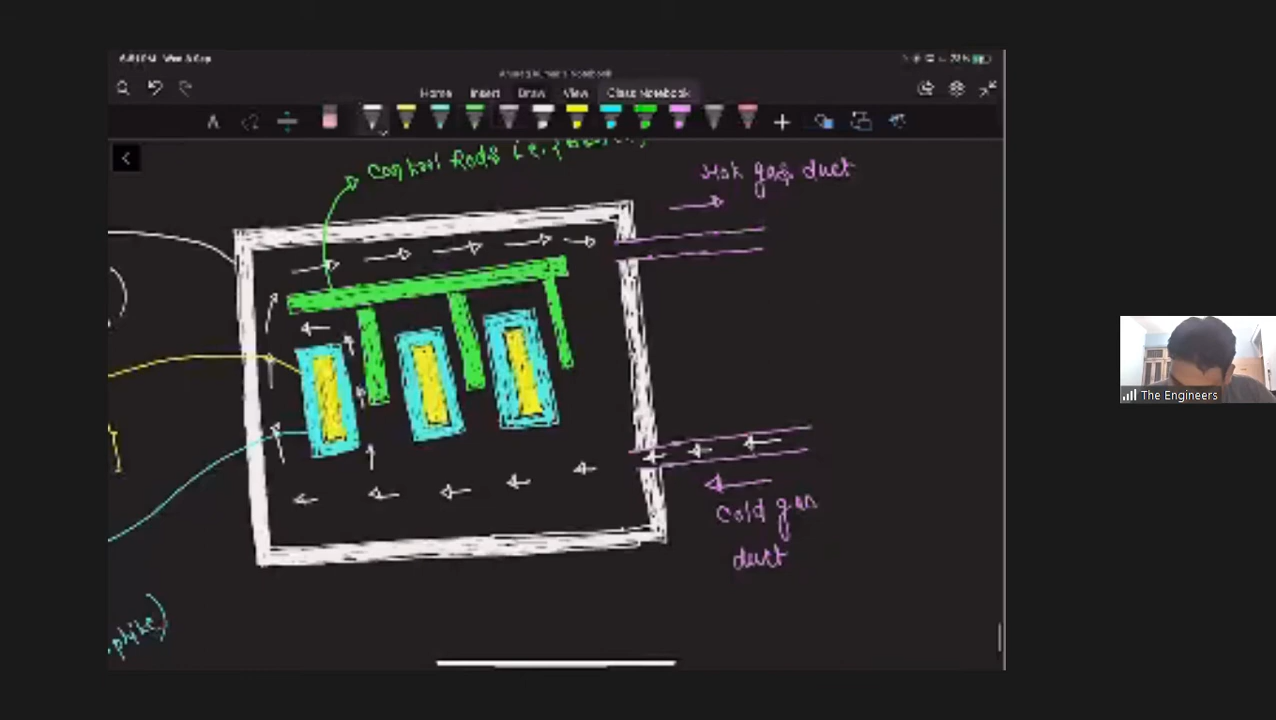 Home Insert Draw View Class Notebook
Control Rods i.e.
Hot gas duct
Cold gas
duct
The Engineers